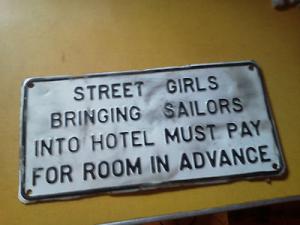 STREET GIRLS
BRINGING SAILORS
INTO HOTEL MUST PAY
FOR ROOM IN ADVANCE